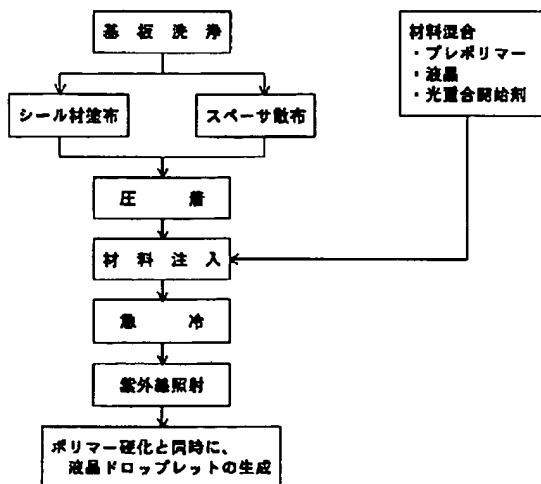 基板洗浄
シール材塗布
スペーサ散布
圧着
材料注入
急冷
紫外線照射
ポリマー硬化と同時に、
液晶ドロップレットの生成
材料混合
・プレポリマー
・液晶
・光重合開始剤